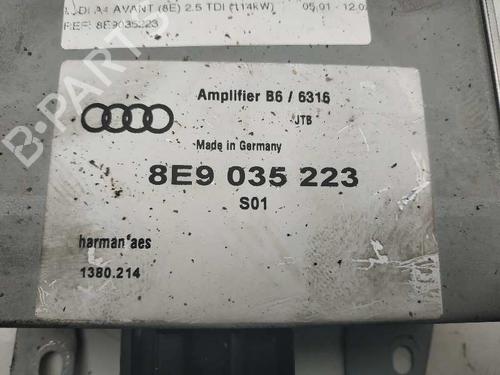 A4 AVANT (8E) 2.5 TDI (114kW) 05.01 - 12.0
REF: 8E9035223
Amplifier B6 / 6316
JTB
Made in Germany
8E9 035 223
S01
harman*aes
1380.214
B-PARTS